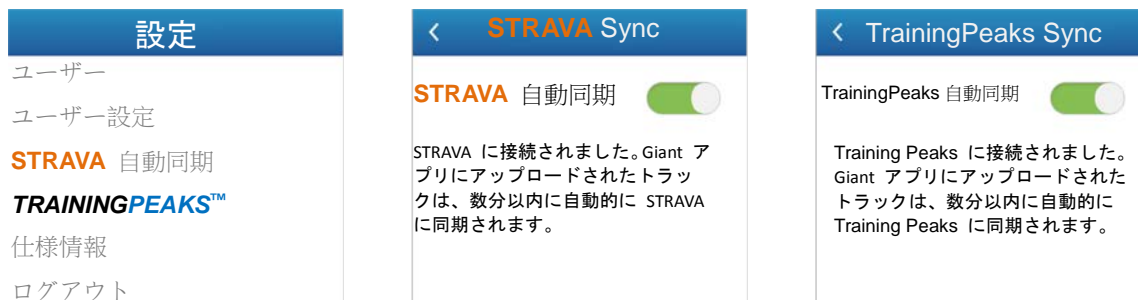 設定
ユーザー
ユーザー設定
STRAVA 自動同期
TRAININGPEAKS™
仕様情報
ログアウト
STRAVA Sync
STRAVA 自動同期
STRAVA に接続されました。Giant ア
プリにアップロードされたトラッ
クは、数分以内に自動的に STRAVA
に同期されます。
TrainingPeaks Sync
TrainingPeaks 自動同期
Training Peaks に接続されました。
Giant アプリにアップロードされた
トラックは、数分以内に自動的に
Training Peaks に同期されます。